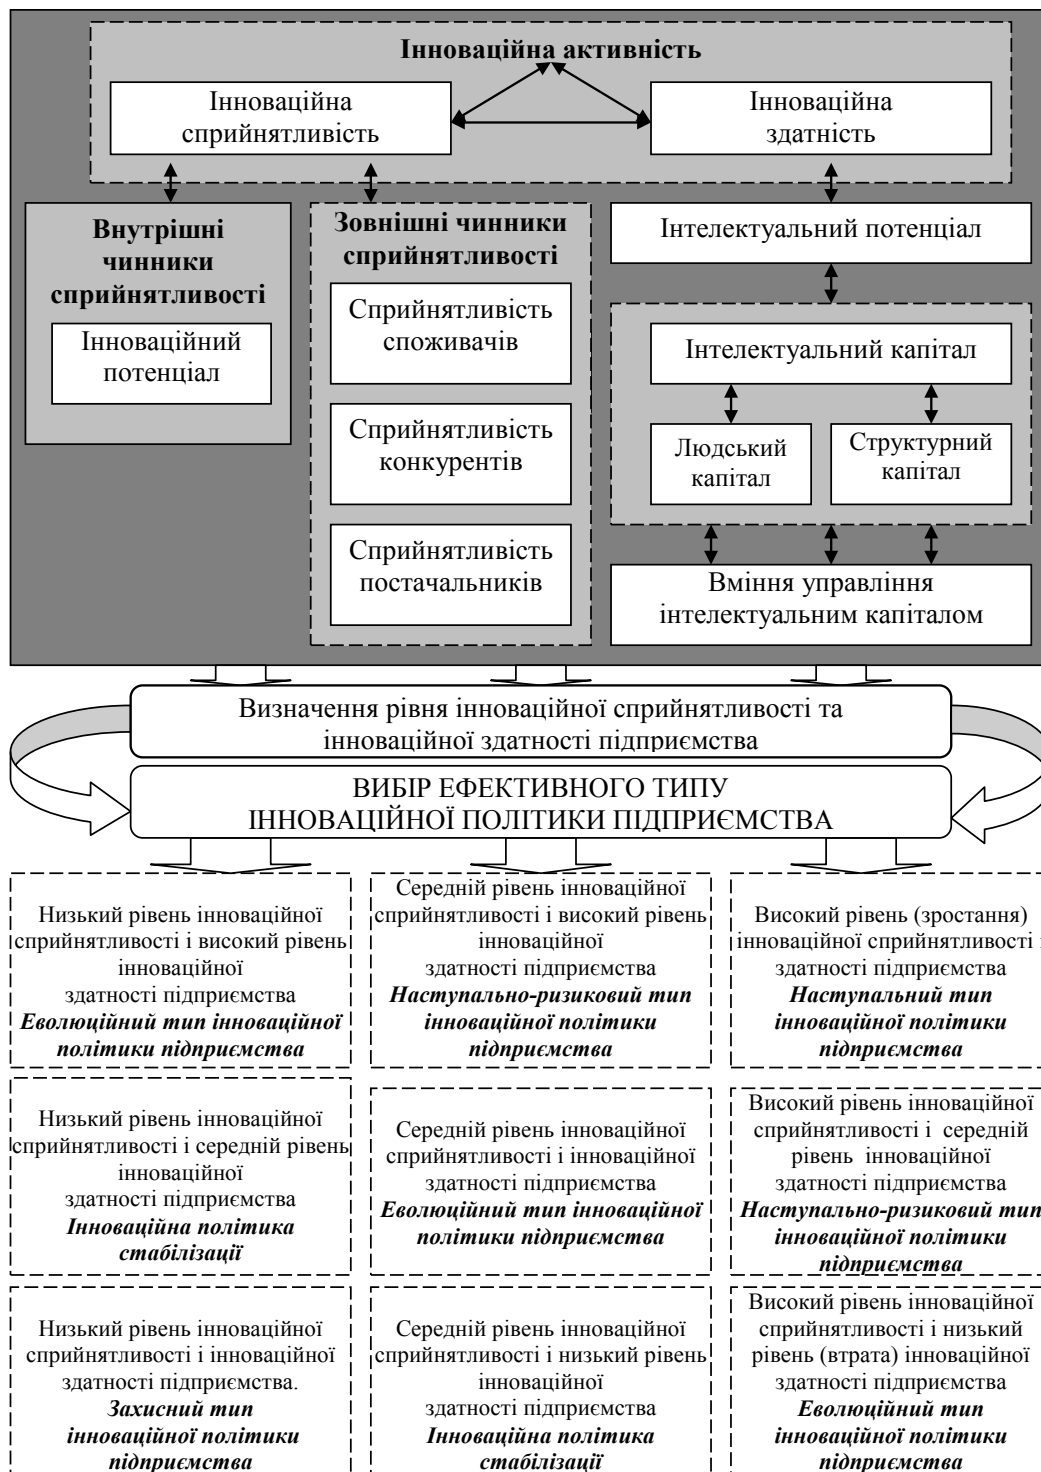 Інноваційна активність
Інноваційна
сприйнятливість
Інноваційна
здатність
Внутрішні
чинники
сприйнятливості
Інноваційний
потенціал
Зовнішні чинники
сприйнятливості
Сприйнятливість
споживачів
Сприйнятливість
конкурентів
Сприйнятливість
постачальників
Інтелектуальний потенціал
Інтелектуальний капітал
Людський
капітал
Структурний
капітал
Вміння управління
інтелектуальним капіталом
Визначення рівня інноваційної сприйнятливості та
інноваційної здатності підприємства
ВИБІР ЕФЕКТИВНОГО ТИПУ
ІННОВАЦІЙНОЇ ПОЛІТИКИ ПІДПРИЄМСТВА
Низький рівень інноваційної
сприйнятливості і високий рівень
інноваційної
здатності підприємства
Еволюційний тип інноваційної
політики підприємства
Середній рівень інноваційної
сприйнятливості і високий рівень
інноваційної
здатності підприємства
Наступально-ризиковий тип
інноваційної політики
підприємства
Високий рівень (зростання)
інноваційної сприйнятливості і
здатності підприємства
Наступальний тип
інноваційної політики
підприємства
Низький рівень інноваційної
сприйнятливості і середній рівень
інноваційної
здатності підприємства
Інноваційна політика
стабілізації
Середній рівень інноваційної
сприйнятливості і інноваційної
здатності підприємства
Еволюційний тип інноваційної
політики підприємства
Високий рівень інноваційної
сприйнятливості і середній
рівень інноваційної
здатності підприємства
Наступально-ризиковий тип
інноваційної політики
підприємства
Низький рівень інноваційної
сприйнятливості і інноваційної
здатності підприємства.
Захисний тип
інноваційної політики
підприємства
Середній рівень інноваційної
сприйнятливості і низький рівень
інноваційної
здатності підприємства
Інноваційна політика
стабілізації
Високий рівень інноваційної
сприйнятливості і низький
рівень (втрата) інноваційної
здатності підприємства
Еволюційний тип
інноваційної політики
підприємства